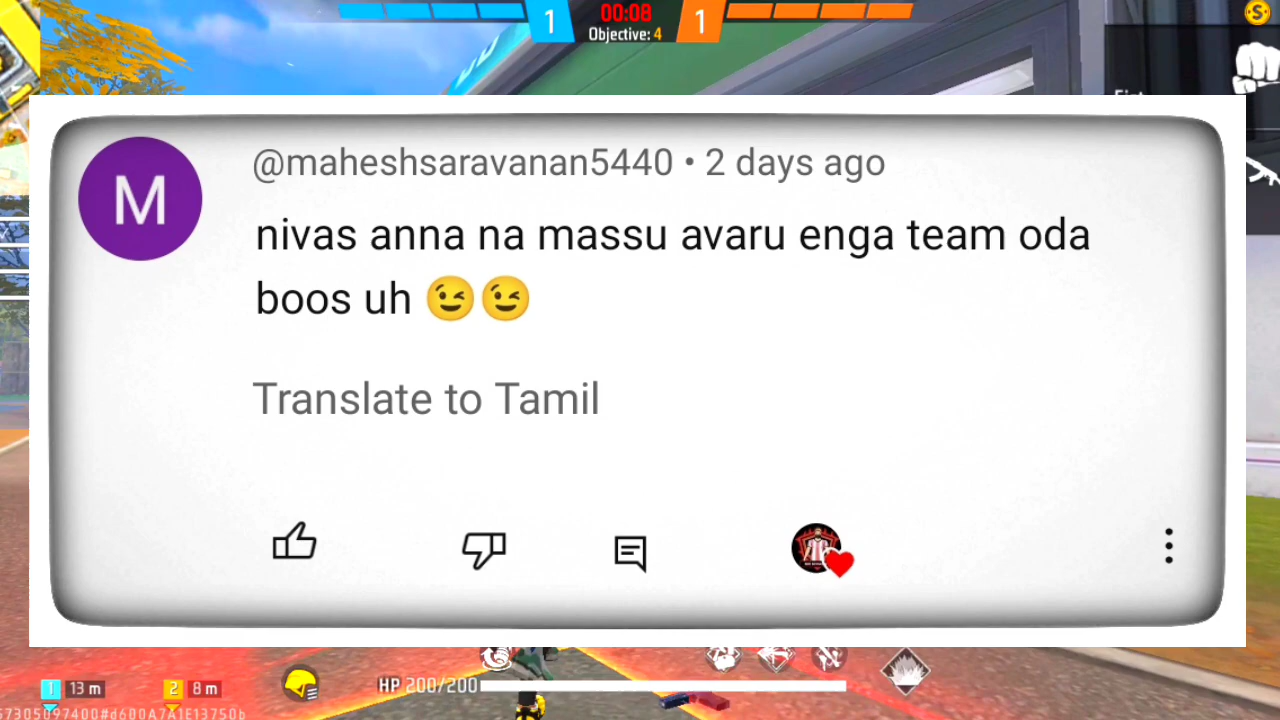 1 00:08 1
Objective: 4
@maheshsaravanan5440 • 2 days ago
M
nivas anna na massu avaru enga team oda
boos uh 😉😉
Translate to Tamil
1 13 m 2 8 m HP 200/200